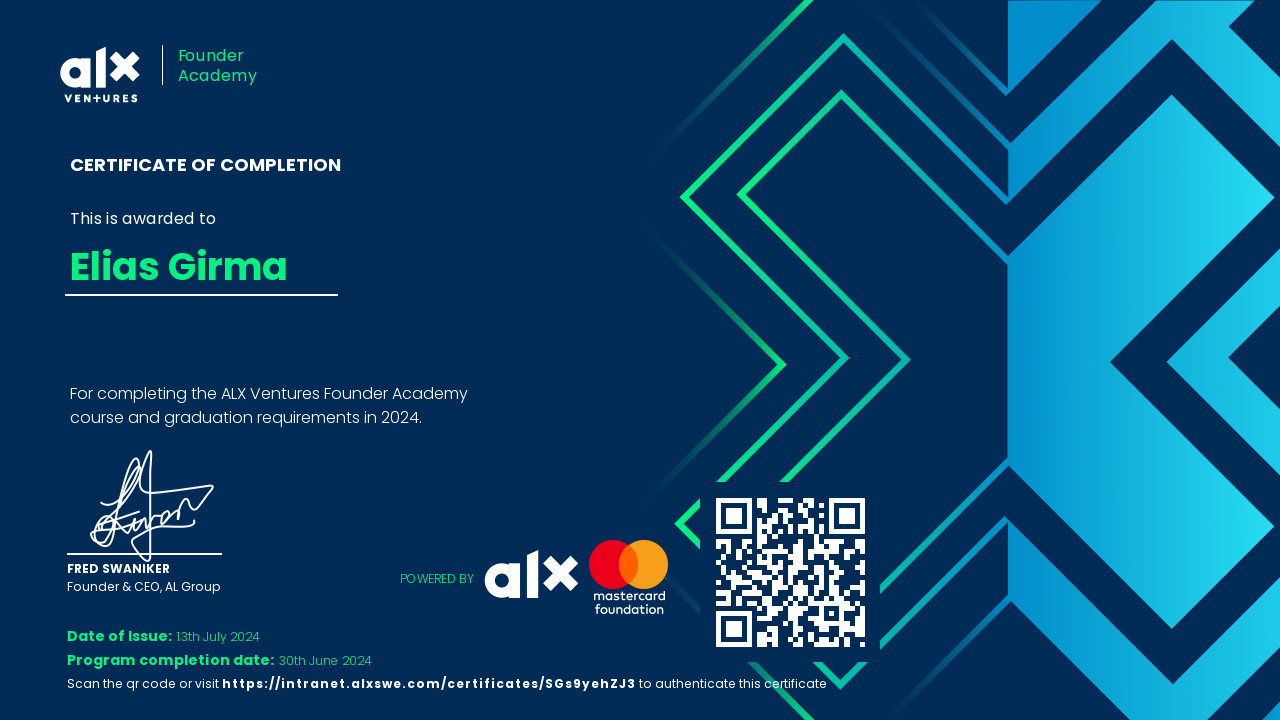 alx
VENTURES
Founder
Academy
CERTIFICATE OF COMPLETION
This is awarded to
Elias Girma
For completing the ALX Ventures Founder Academy
course and graduation requirements in 2024.
FRED SWANIKER
Founder & CEO, AL Group
POWERED BY
alx
mastercard
foundation
Date of Issue: 13th July 2024
Program completion date: 30th June 2024
Scan the qr code or visit https://intranet.alxswe.com/certificates/SGs9yehZJ3 to authenticate this certificate